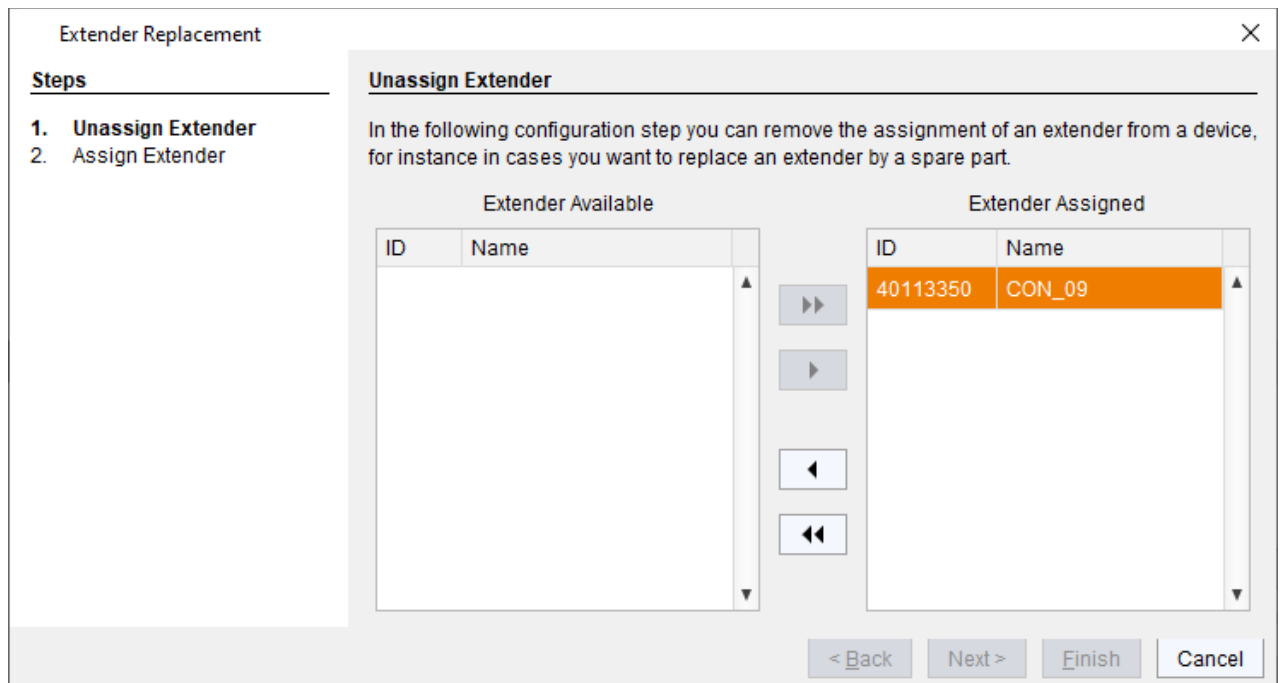 Extender Replacement
Steps
1. Unassign Extender
2. Assign Extender
Unassign Extender
In the following configuration step you can remove the assignment of an extender from a device,
for instance in cases you want to replace an extender by a spare part.
Extender Available
ID Name
Extender Assigned
ID Name
40113350 CON_09
< Back Next > Finish Cancel